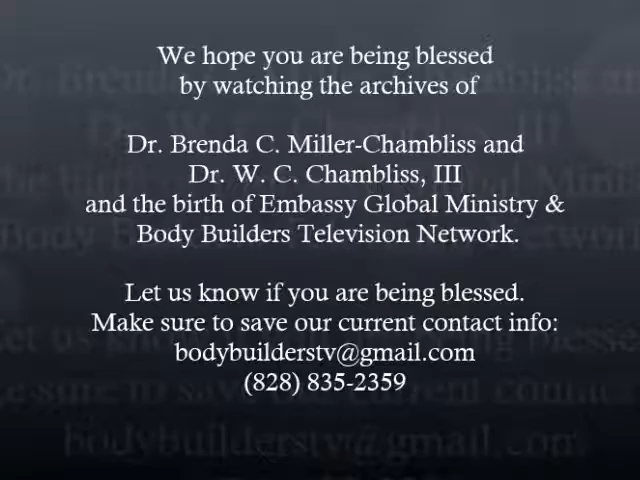 We hope you are being blessed
by watching the archives of
Dr. Brenda C. Miller-Chambliss and
Dr. W. C. Chambliss, III
and the birth of Embassy Global Ministry &
Body Builders Television Network.
Let us know if you are being blessed.
Make sure to save our current contact info:
bodybuilderstv@gmail.com
(828) 835-2359